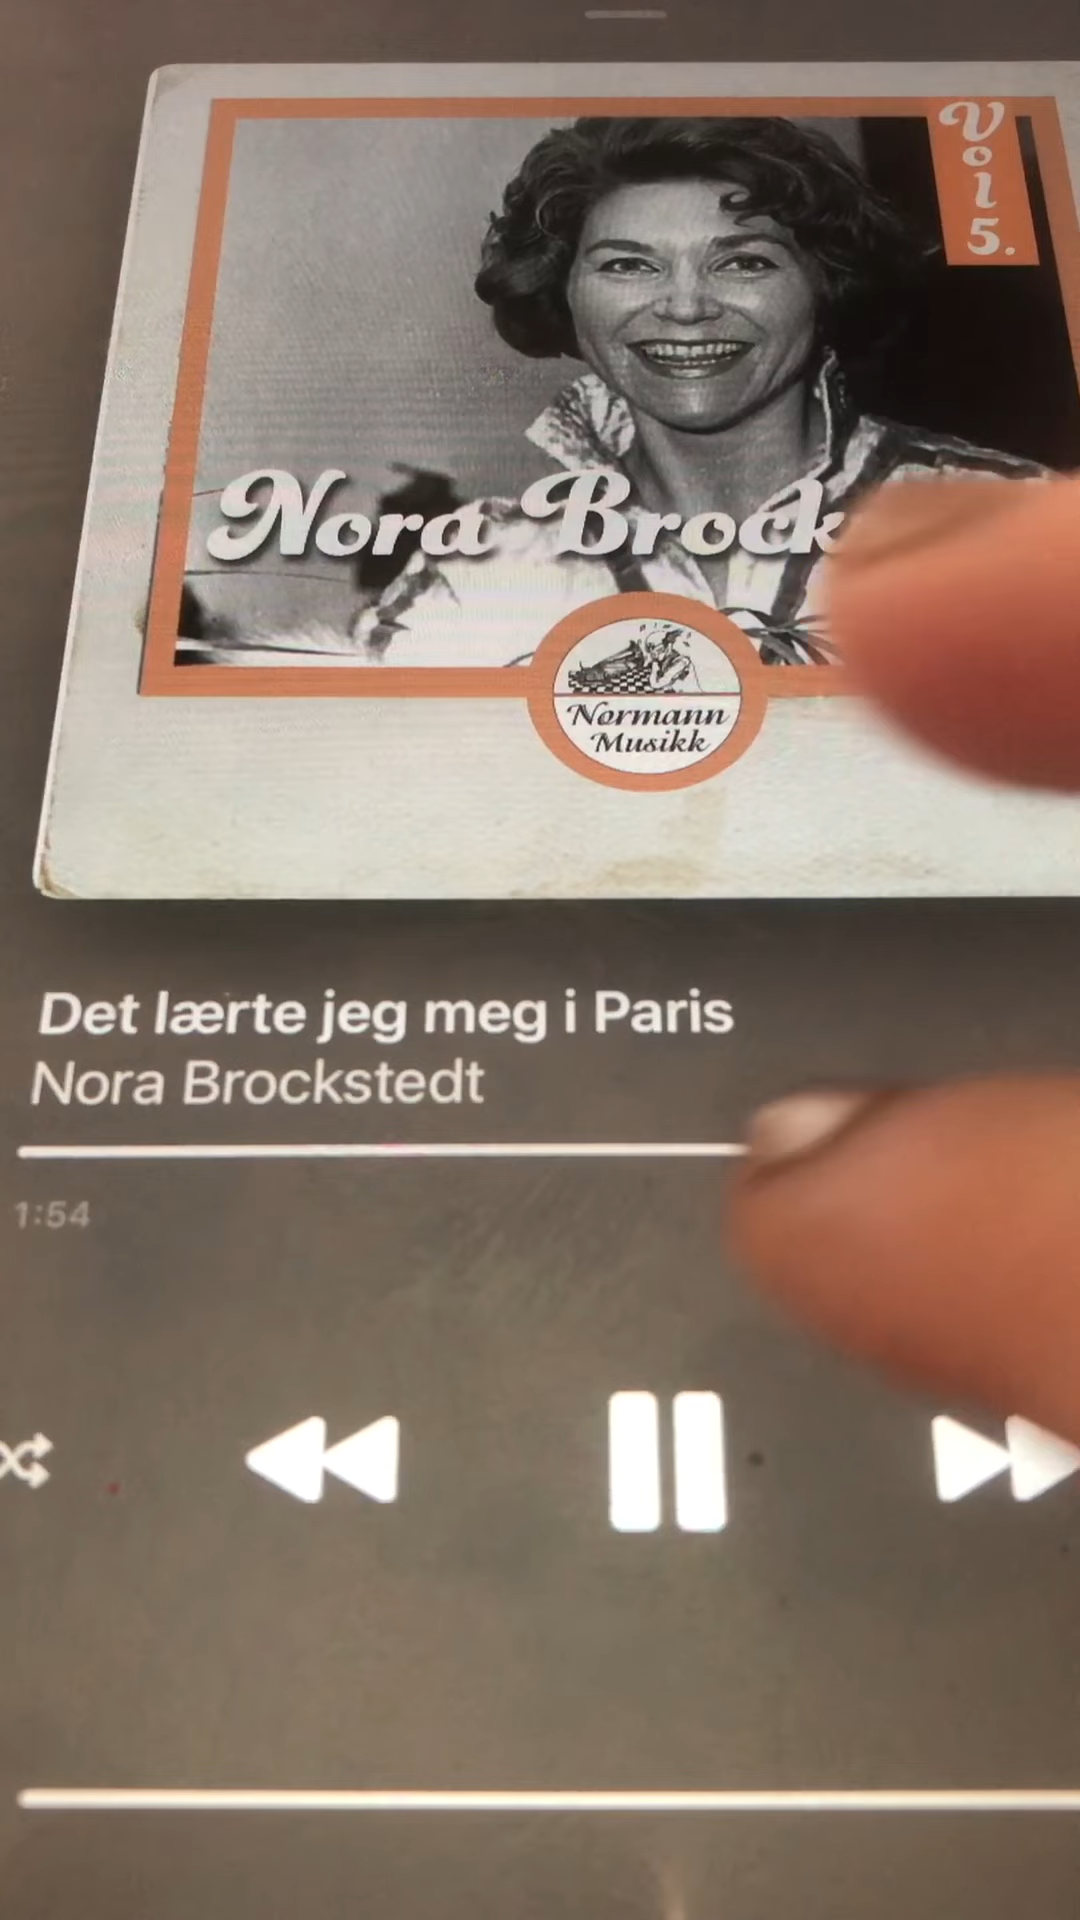 Vol 5.
Nora Brock
Normann
Musikk
Det lærte jeg meg i Paris
Nora Brockstedt
1:54